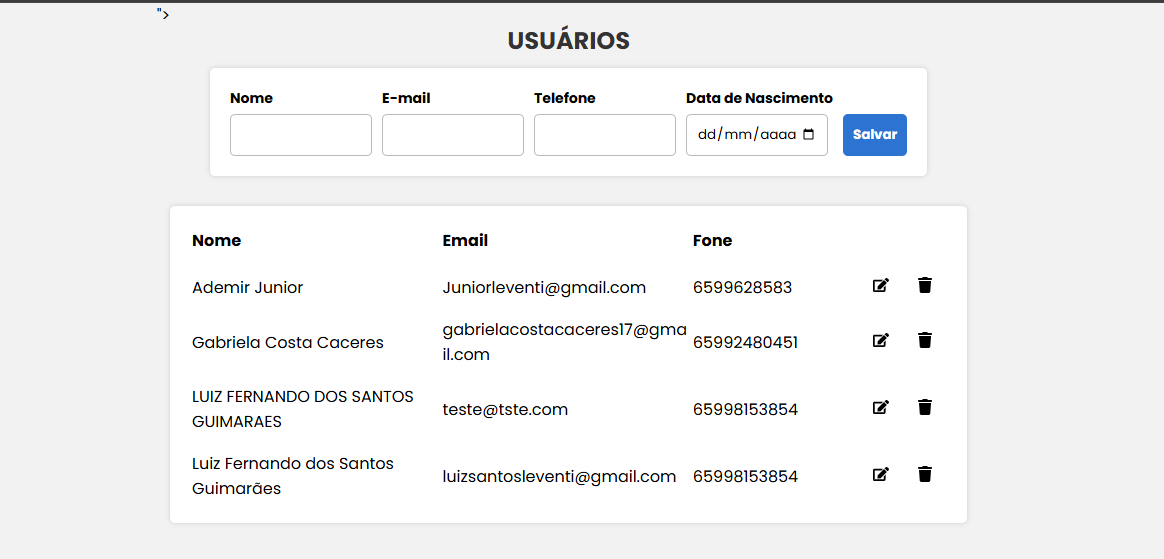 ">
USUÁRIOS
Nome E-mail Telefone Data de Nascimento
dd/mm/aaaa Salvar
Nome Email Fone
Ademir Junior Juniorleventi@gmail.com 6599628583
Gabriela Costa Caceres gabrielacostacaceres17@gma
il.com 65992480451
LUIZ FERNANDO DOS SANTOS
GUIMARAES teste@tste.com 65998153854
Luiz Fernando dos Santos
Guimarães luizsantosleventi@gmail.com 65998153854